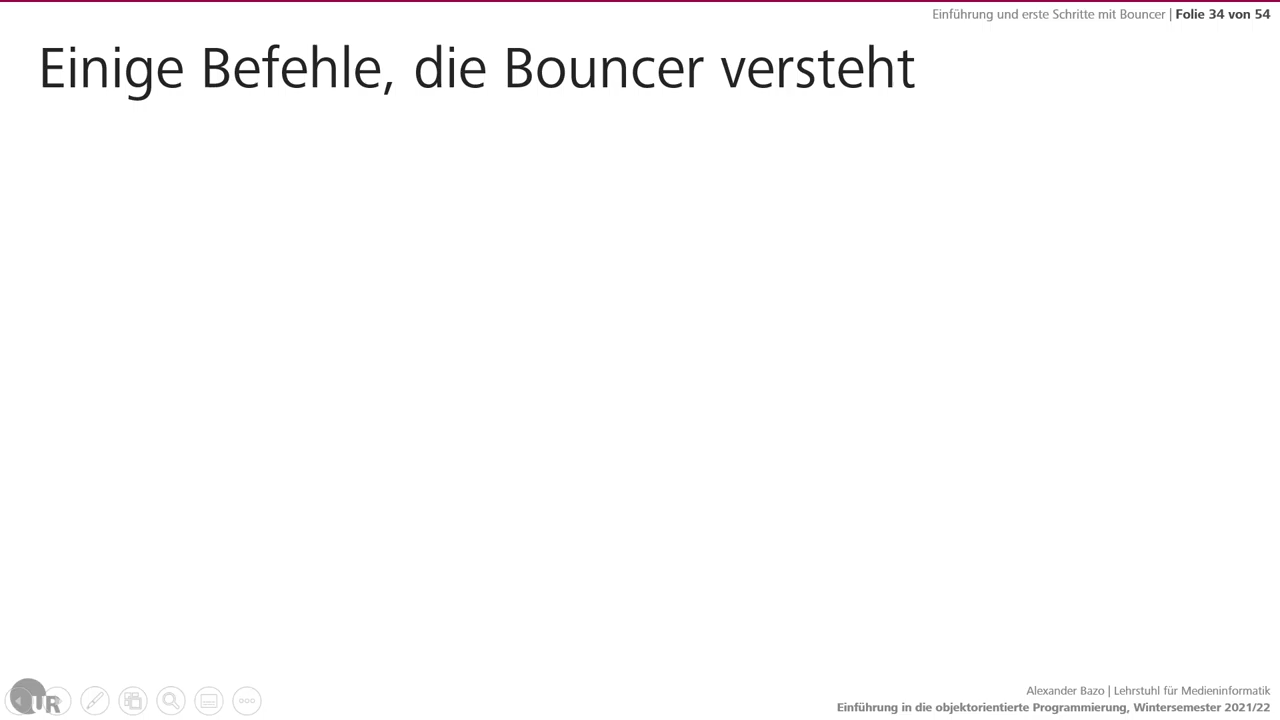 Einführung und erste Schritte mit Bouncer | Folie 34 von 54
Einige Befehle, die Bouncer versteht
UR
Alexander Bazo | Lehrstuhl für Medieninformatik
Einführung in die objektorientierte Programmierung, Wintersemester 2021/22